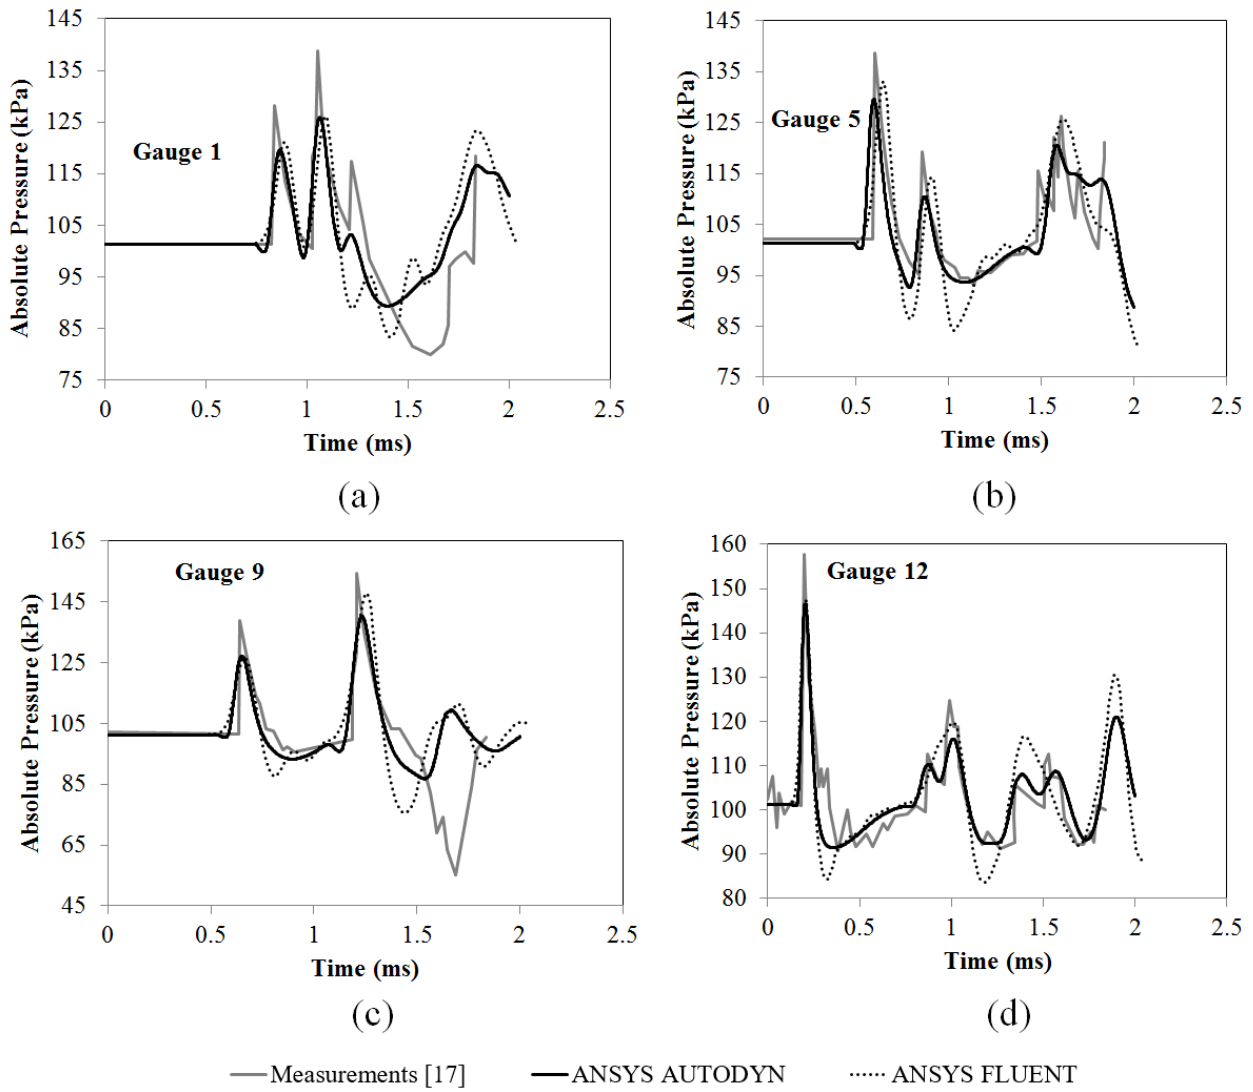 145
135
125
115
105
95
85
75
Absolute Pressure (kPa)
Gauge 1
0 0.5 1 1.5 2 2.5
Time (ms)
(a)
145
135
125
115
105
95
85
75
Absolute Pressure (kPa)
Gauge 5
0 0.5 1 1.5 2 2.5
Time (ms)
(b)
165
145
125
105
85
65
45
Absolute Pressure (kPa)
Gauge 9
0 0.5 1 1.5 2 2.5
Time (ms)
(c)
160
150
140
130
120
110
100
90
80
Absolute Pressure (kPa)
Gauge 12
0 0.5 1 1.5 2 2.5
Time (ms)
(d)
Measurements [17] ANSYS AUTODYN ANSYS FLUENT